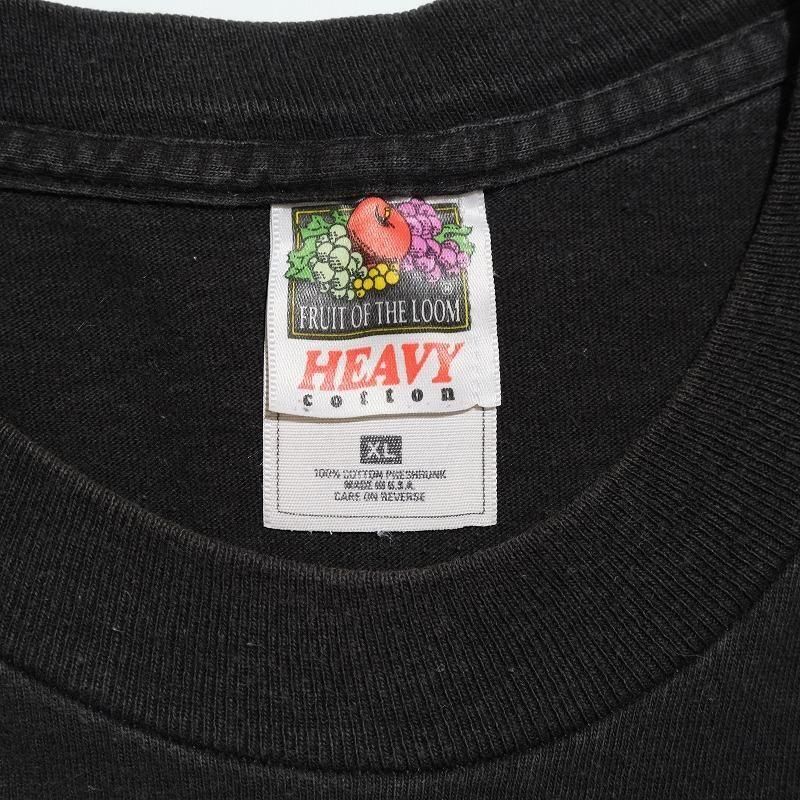 ®
FRUIT OF THE LOOM
HEAVY
cotton
XL
100% COTTON PRESHRUNK
MADE IN U.S.A.
CARE ON REVERSE